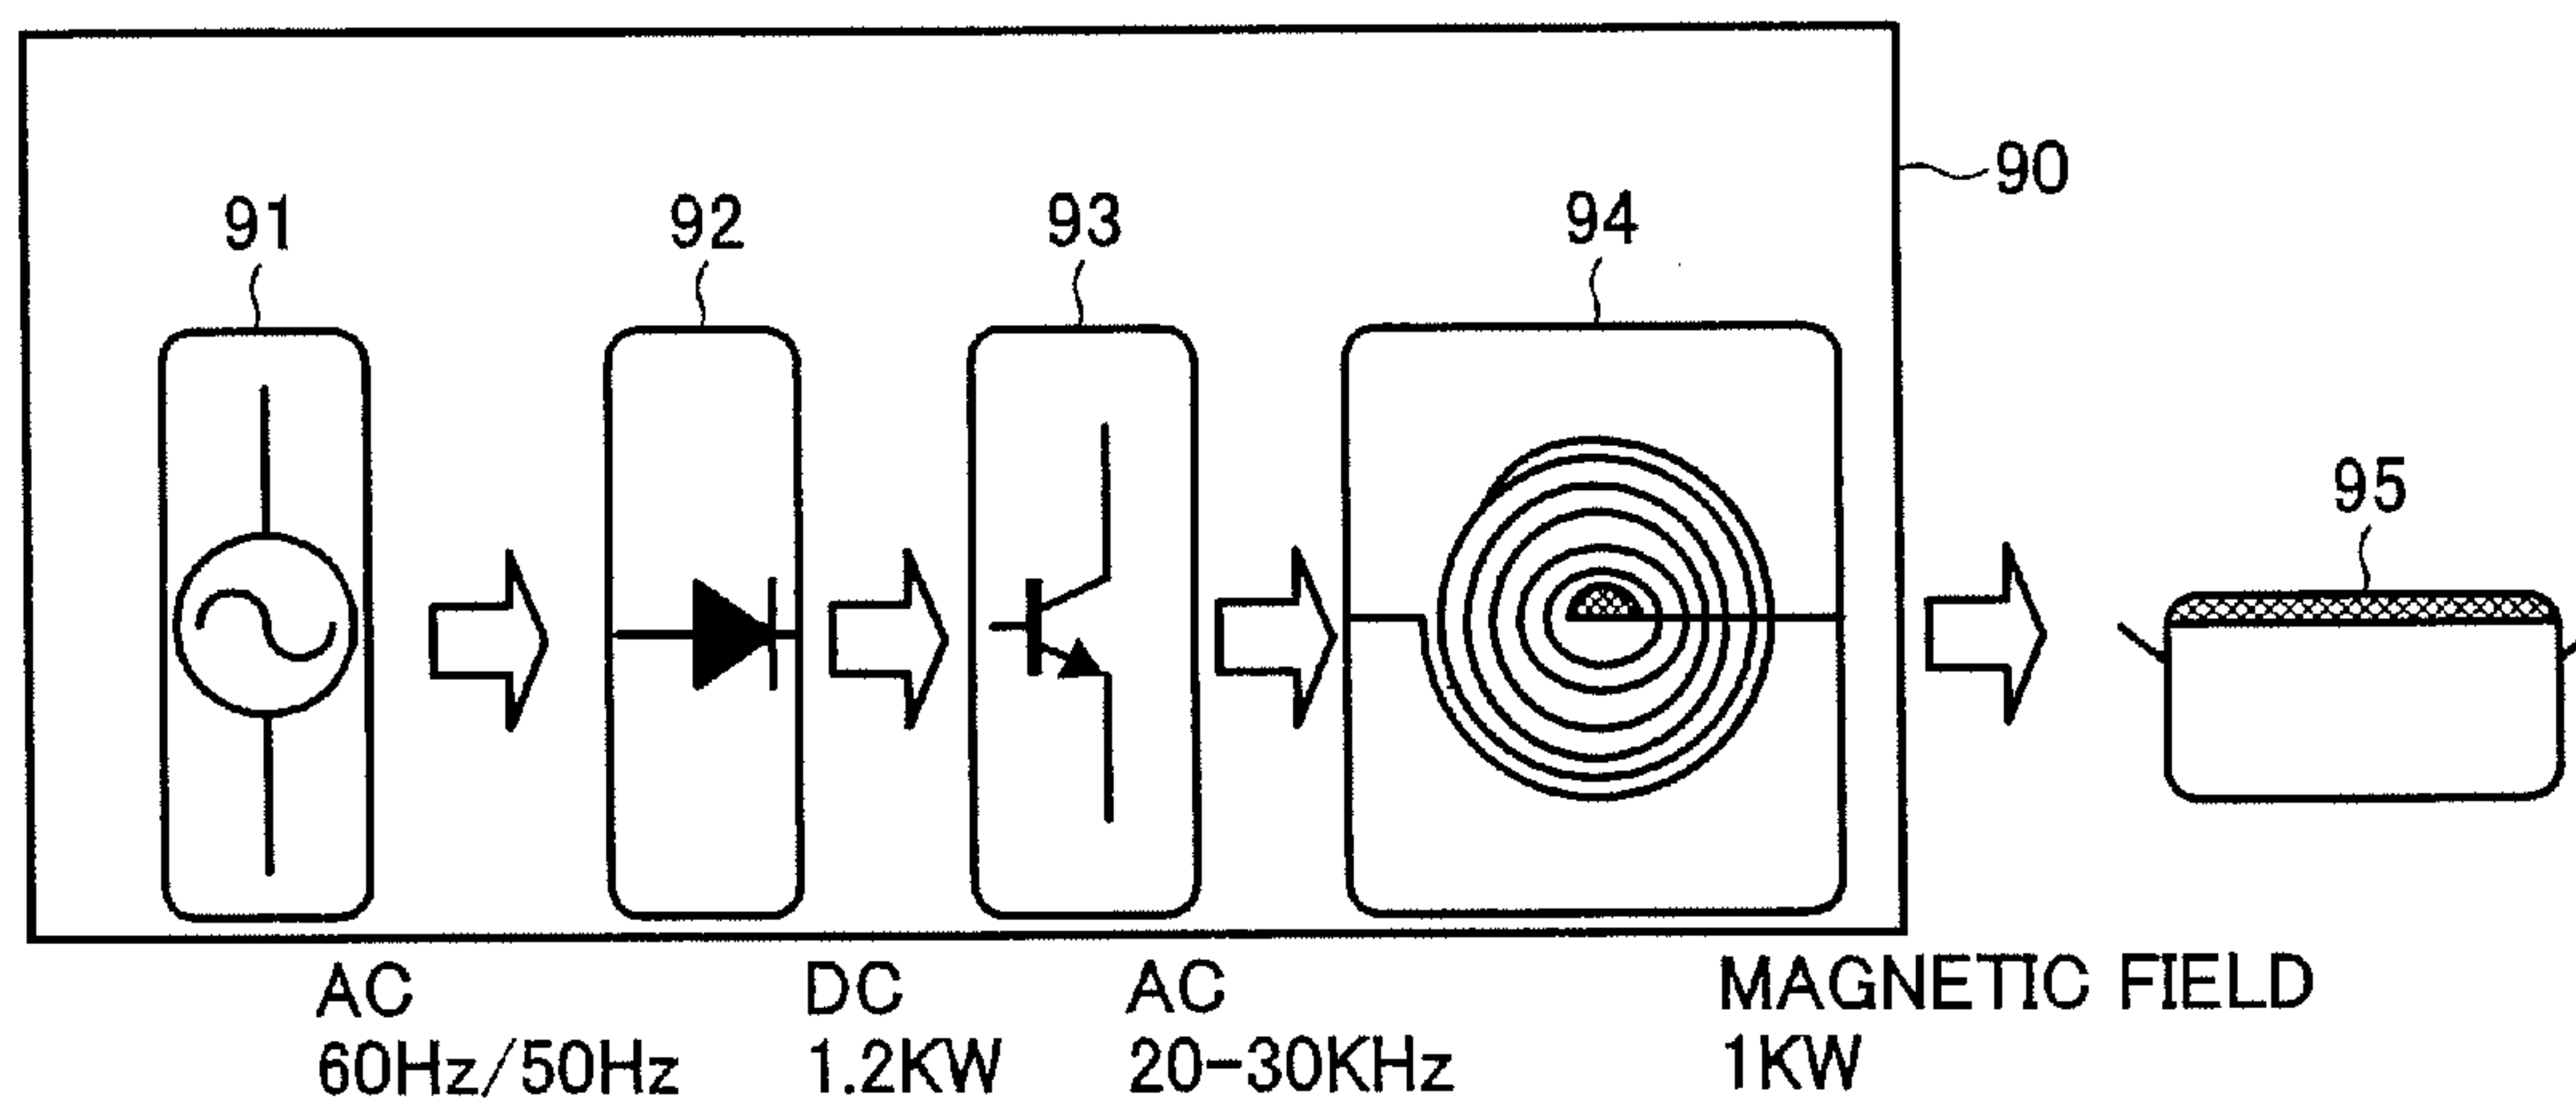 90
91
92
93
94
95
AC
60Hz/50Hz
DC
1.2KW
AC
20-30KHz
MAGNETIC FIELD
1KW